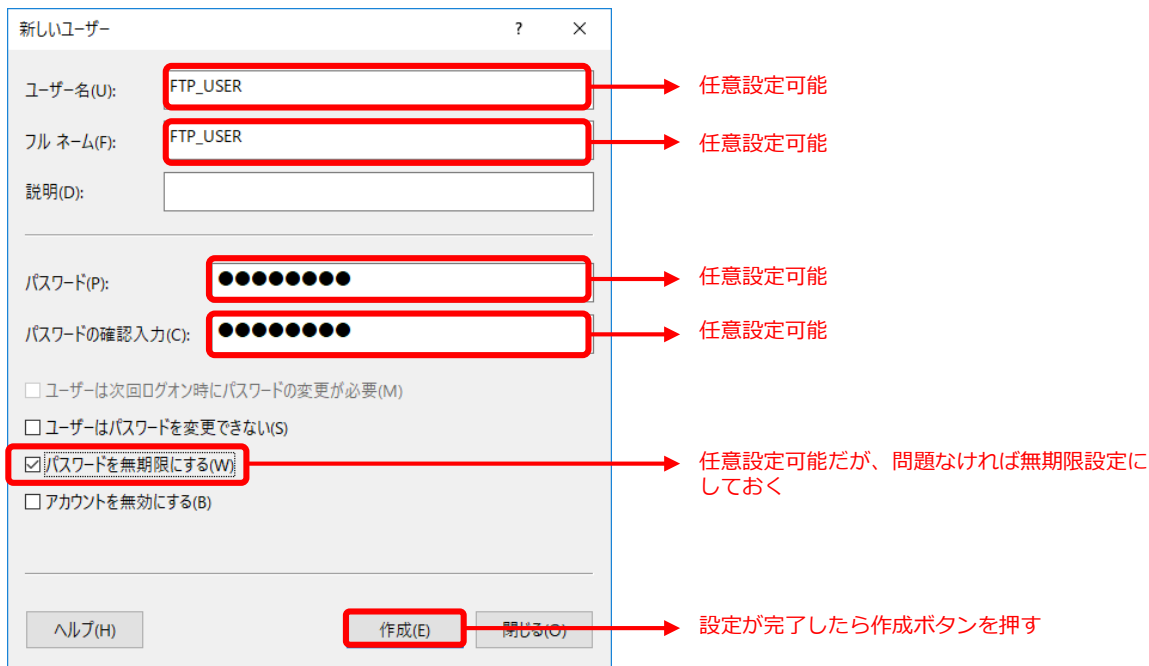 新しいユーザー ? ×
ユーザー名(U): FTP_USER 任意設定可能
フル ネーム(F): FTP_USER 任意設定可能
説明(D):
パスワード(P): ●●●●●●●● 任意設定可能
パスワードの確認入力(C): ●●●●●●●● 任意設定可能
ユーザーは次回ログオン時にパスワードの変更が必要(M)
ユーザーはパスワードを変更できない(S)
パスワードを無期限にする(W) 任意設定可能だが、問題なければ無期限設定に
しておく
アカウントを無効にする(B)
ヘルプ(H) 作成(E) 閉じる(O) 設定が完了したら作成ボタンを押す